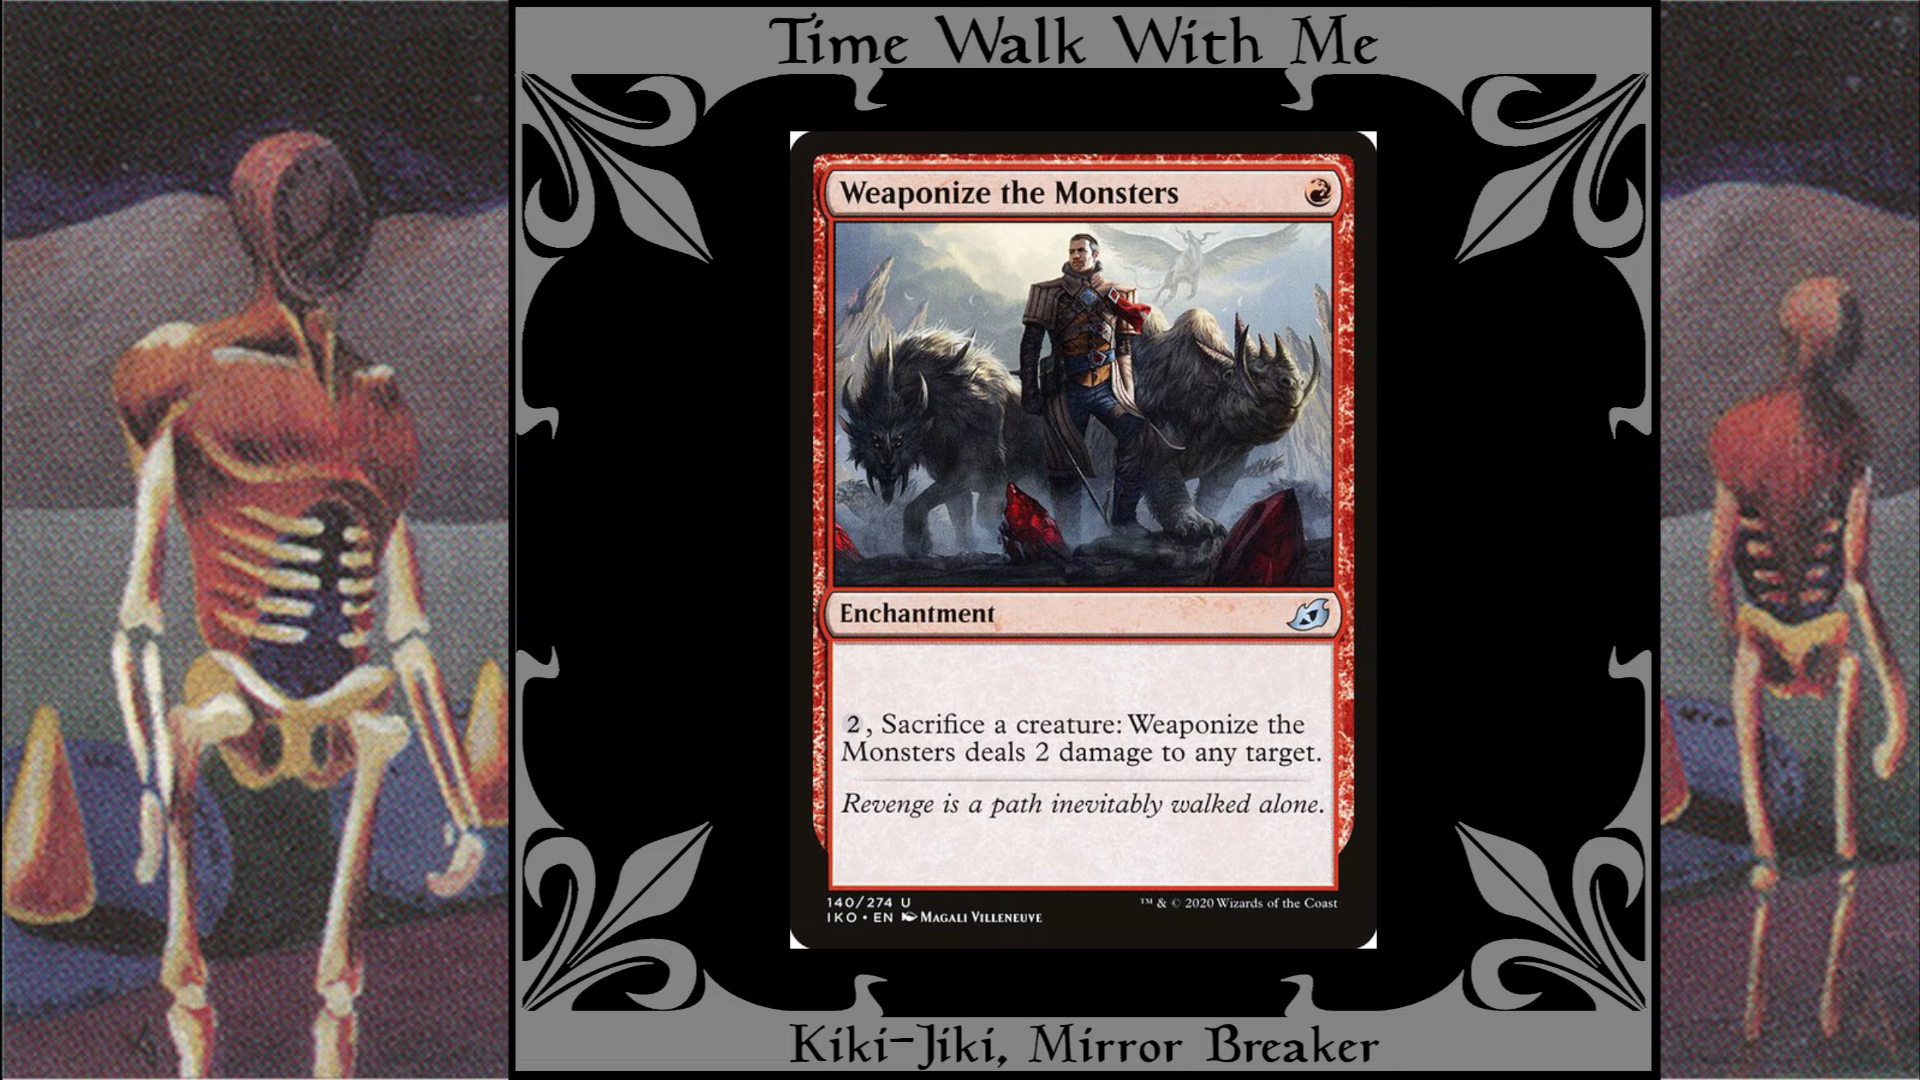 Time Walk With Me
Weaponize the Monsters
Enchantment
2, Sacrifice a creature: Weaponize the
Monsters deals 2 damage to any target.
Revenge is a path inevitably walked alone.
140/274 U
IKO • EN Magali Villeneuve
™ & © 2020 Wizards of the Coast
Kiki-Jiki, Mirror Breaker